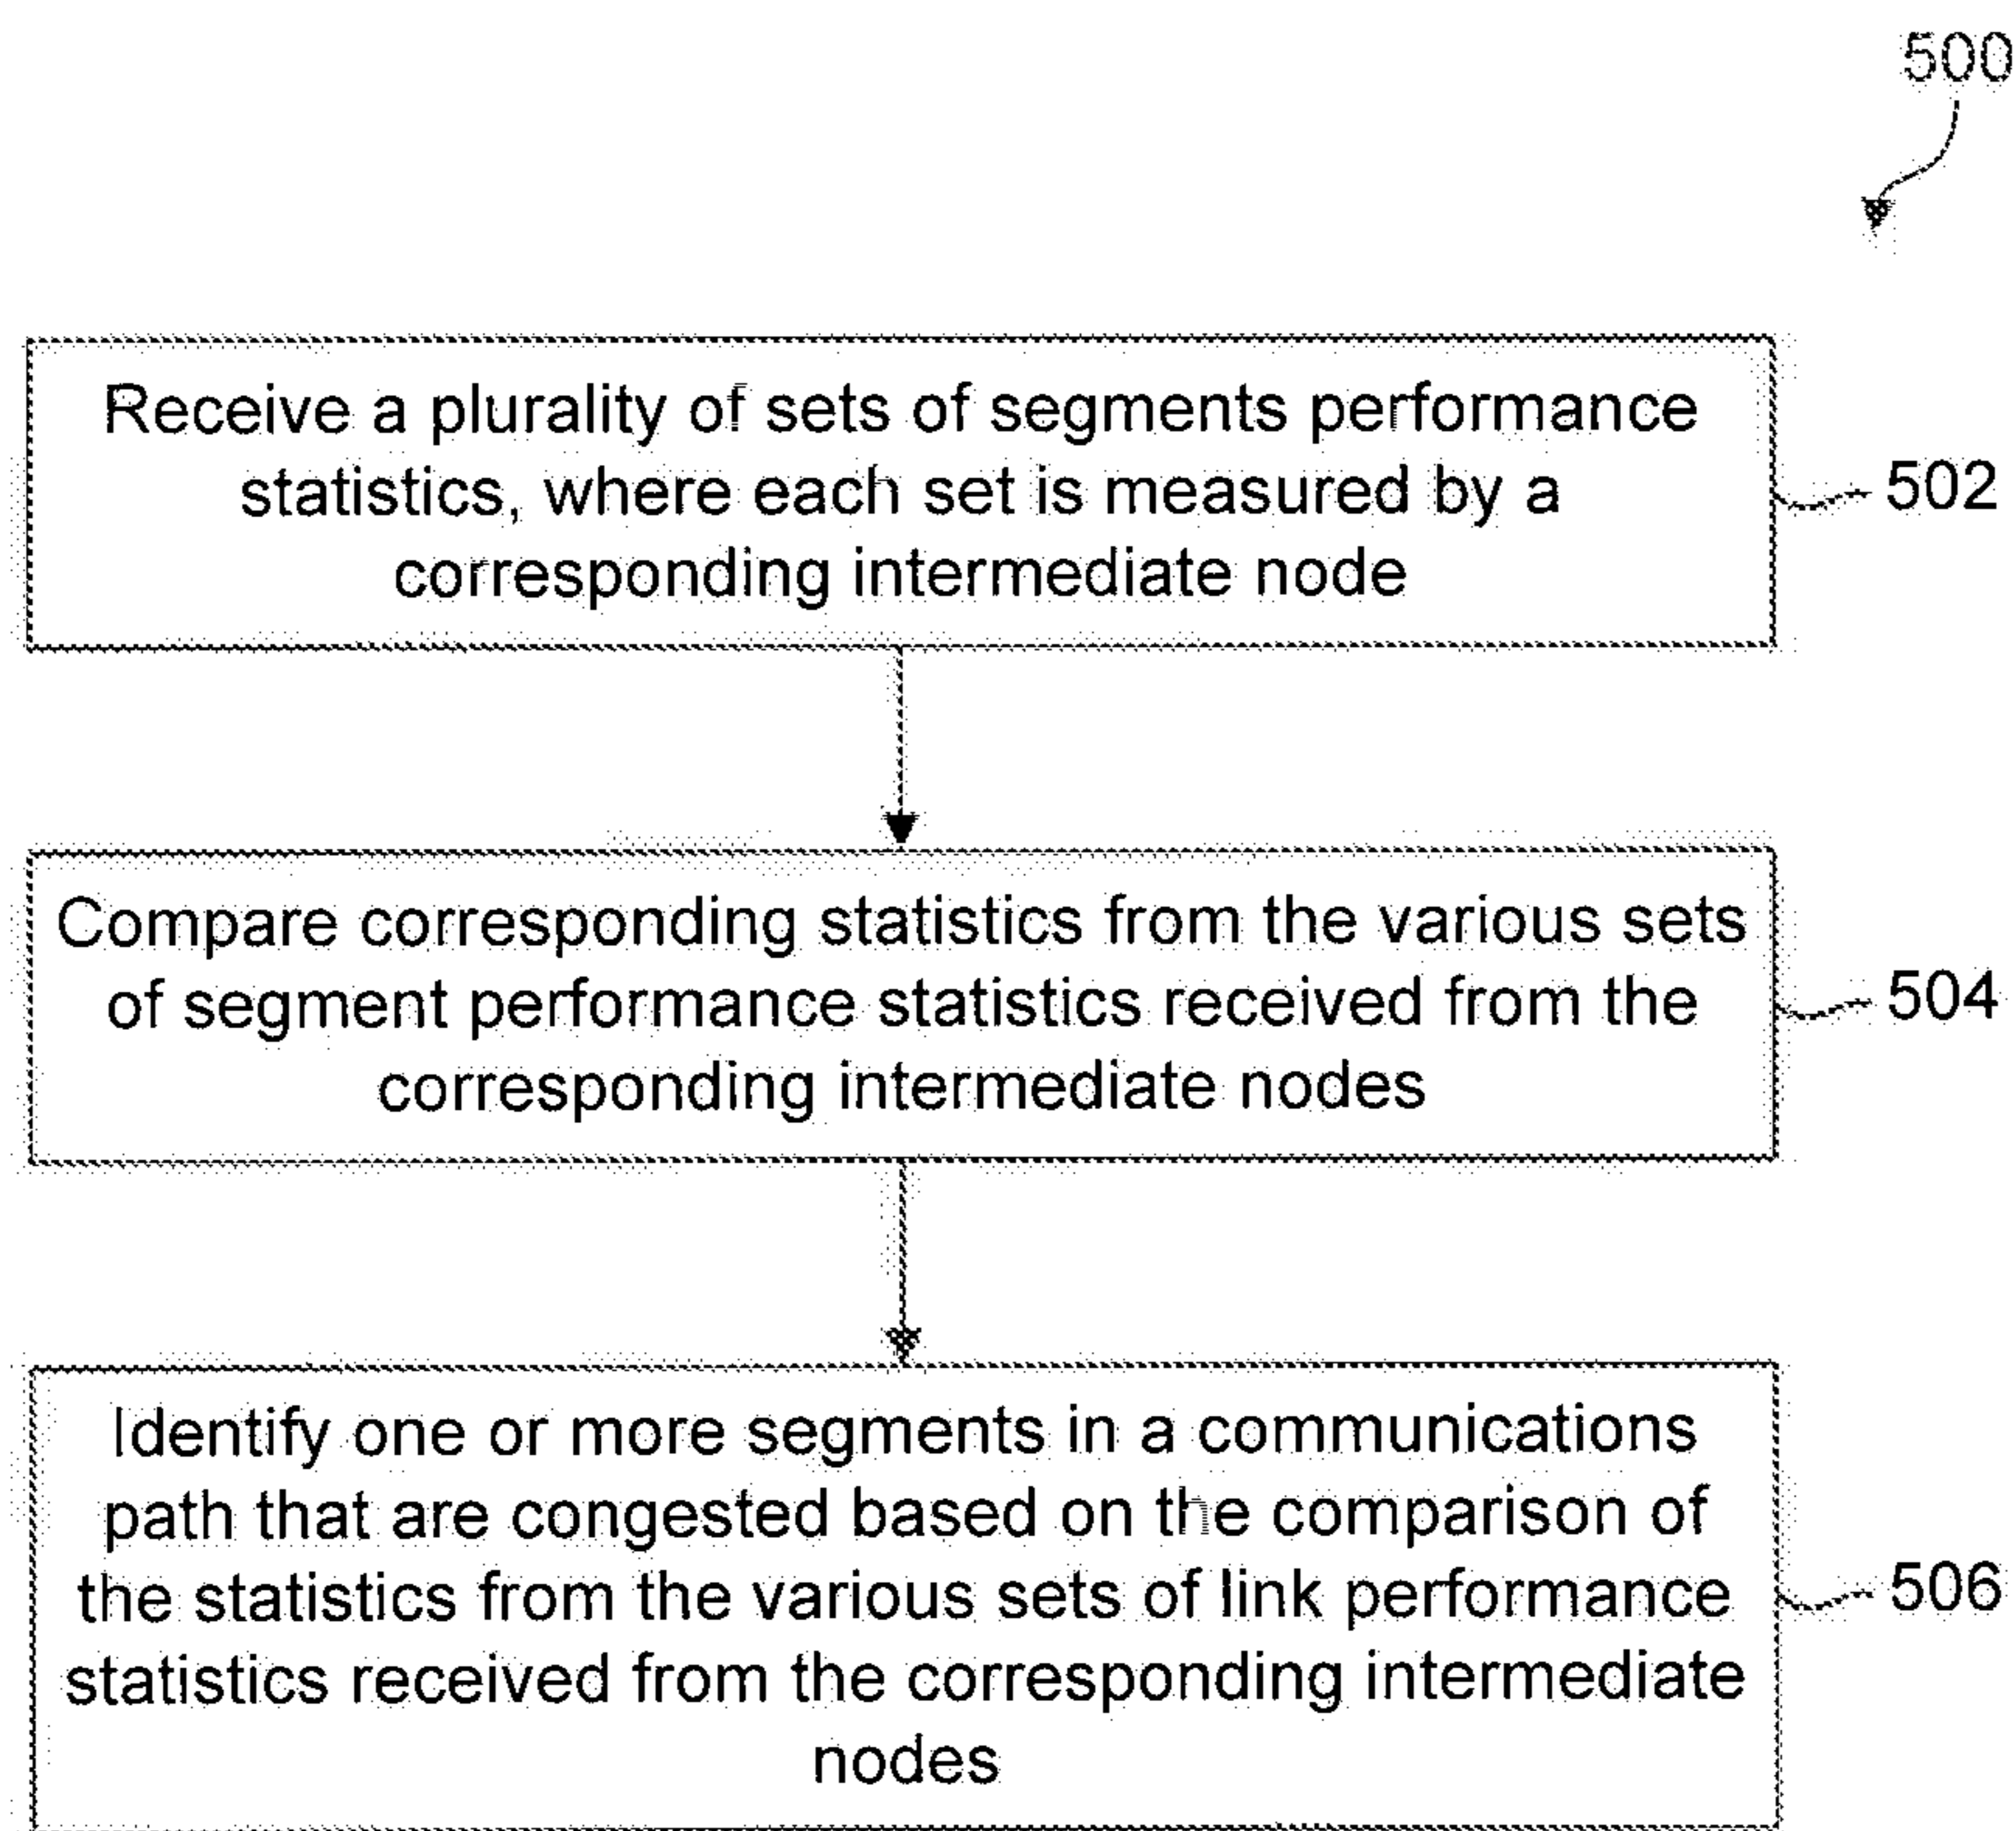 500
Receive a plurality of sets of segments performance
statistics, where each set is measured by a
corresponding intermediate node
502
Compare corresponding statistics from the various sets
of segment performance statistics received from the
corresponding intermediate nodes
504
Identify one or more segments in a communications
path that are congested based on the comparison of
the statistics from the various sets of link performance
statistics received from the corresponding intermediate
nodes
506